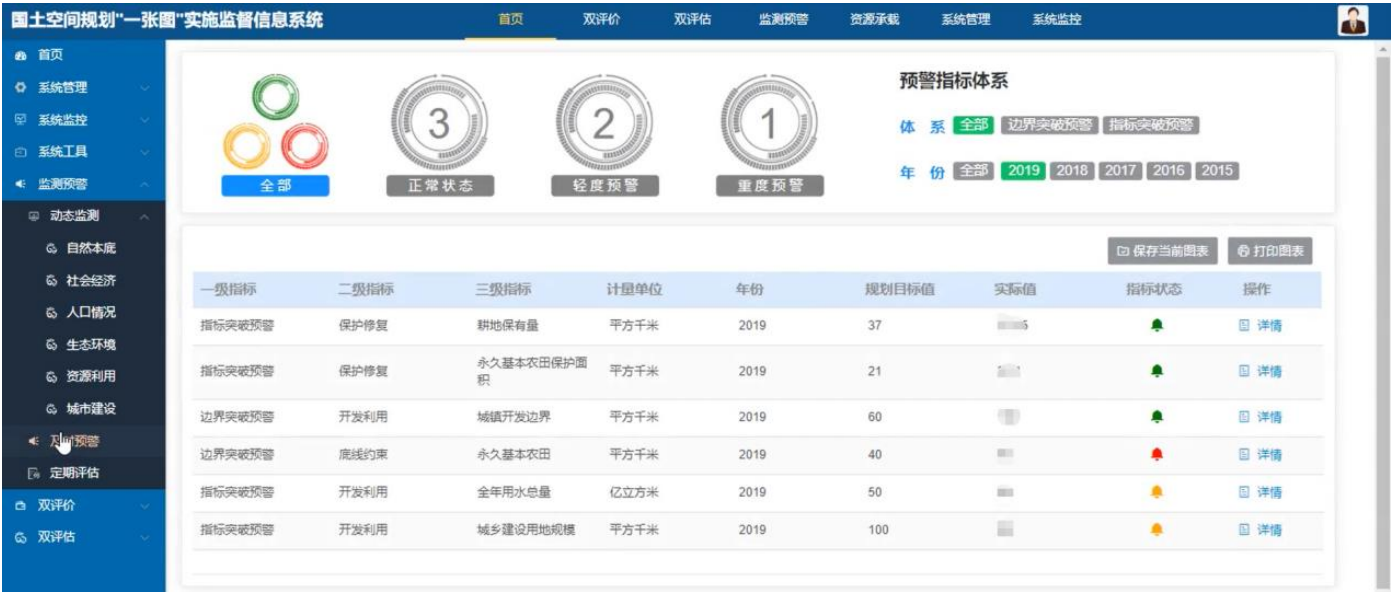 国土空间规划"一张图"实施监督信息系统
首页 双评价 双评估 监测预警 资源承载 系统管理 系统监控
首页
系统管理
系统监控
系统工具
监测预警
动态监测
自然本底
社会经济
人口情况
生态环境
资源利用
城市建设
预警
定期评估
双评价
双评估
全部
3
正常状态
2
轻度预警
1
重度预警
预警指标体系
体 系 全部 边界突破预警 指标突破预警
年 份 全部 2019 2018 2017 2016 2015
保存当前图表 打印图表
一级指标 二级指标 三级指标 计量单位 年份 规划目标值 实际值 指标状态 操作
指标突破预警 保护修复 耕地保有量 平方千米 2019 37 详情
指标突破预警 保护修复 永久基本农田保护面
积 平方千米 2019 21 详情
边界突破预警 开发利用 城镇开发边界 平方千米 2019 60 详情
边界突破预警 底线约束 永久基本农田 平方千米 2019 40 详情
指标突破预警 开发利用 全年用水总量 亿立方米 2019 50 详情
指标突破预警 开发利用 城乡建设用地规模 平方千米 2019 100 详情